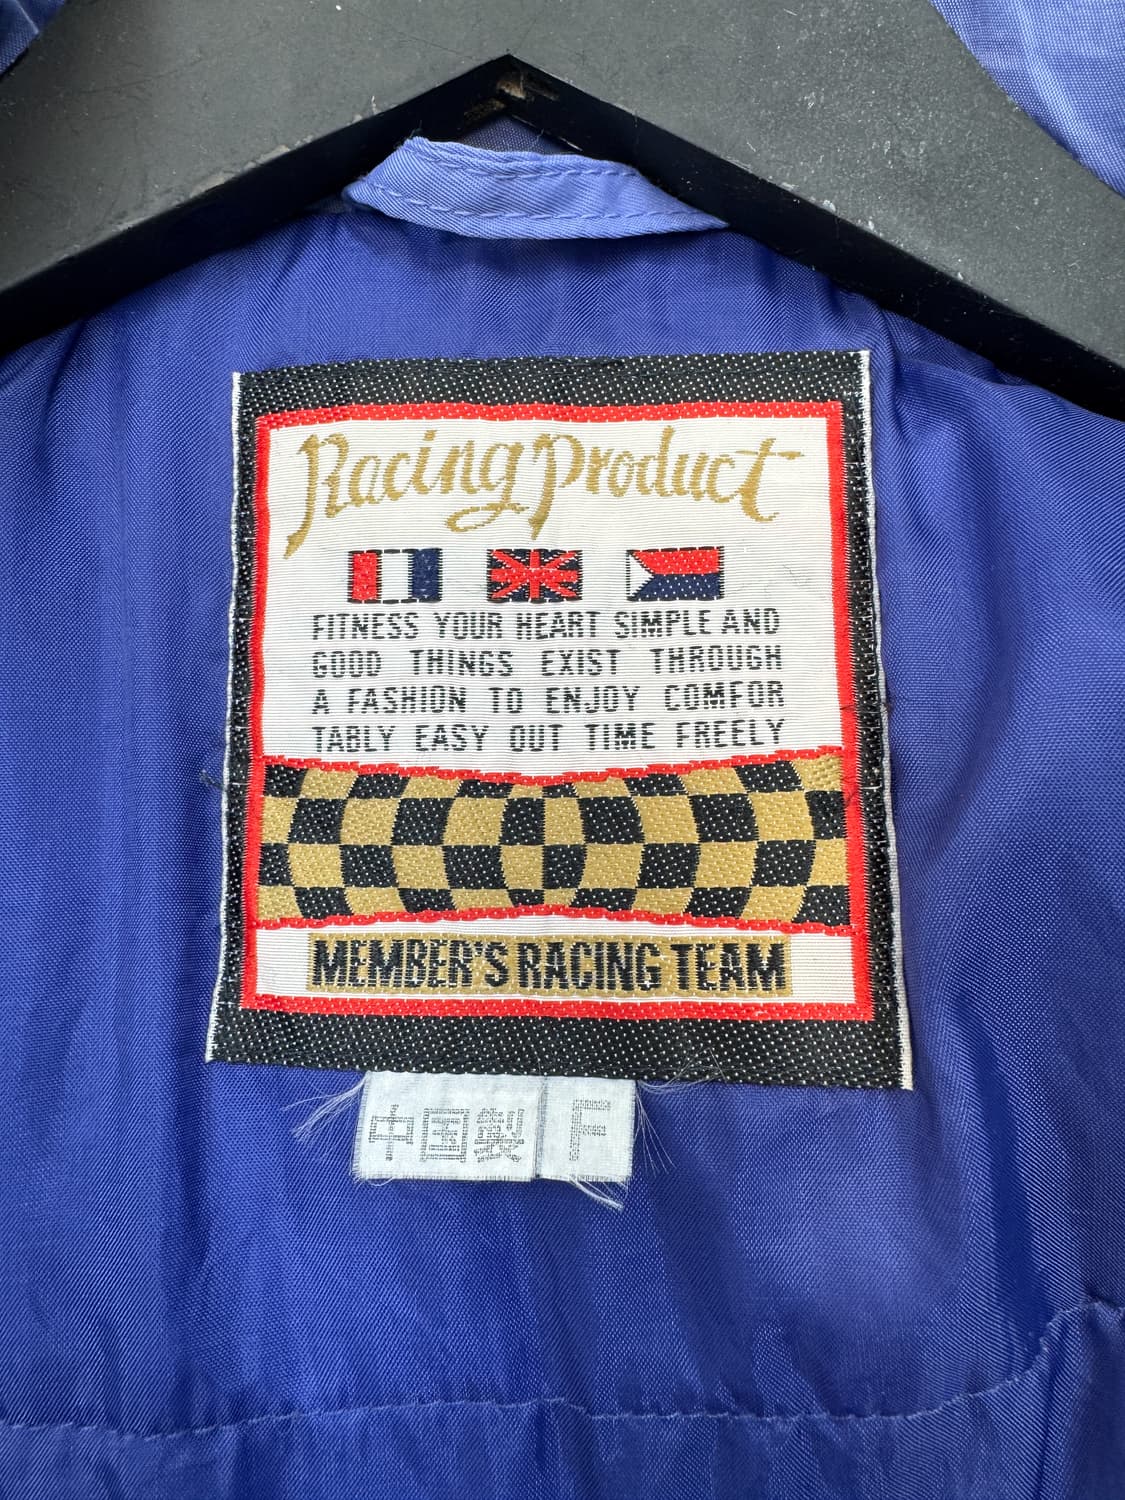 Racing Product
FITNESS YOUR HEART SIMPLE AND
GOOD THINGS EXIST THROUGH
A FASHION TO ENJOY COMFOR
TABLY EASY OUT TIME FREELY
MEMBER'S RACING TEAM
中国製 F